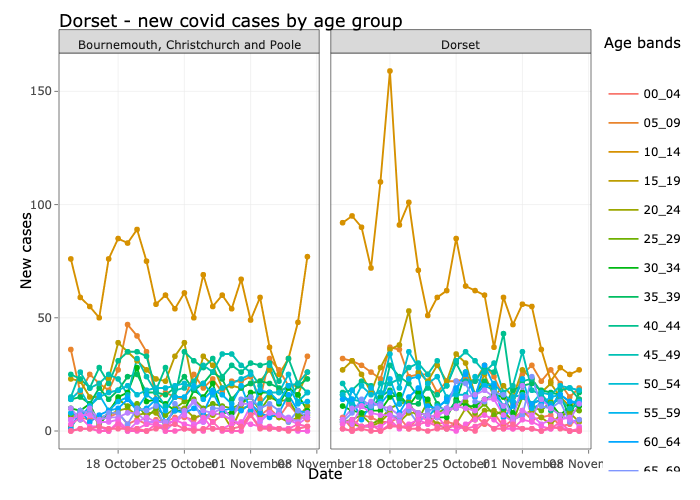 Dorset - new covid cases by age group
Bournemouth, Christchurch and Poole
Dorset
Age bands
00_04
05_09
10_14
15_19
20_24
25_29
30_34
35_39
40_44
45_49
50_54
55_59
60_64
65_69
New cases
150
100
50
0
18 October
25 October
01 November
08 November
18 October
25 October
01 November
08 Novem
Date